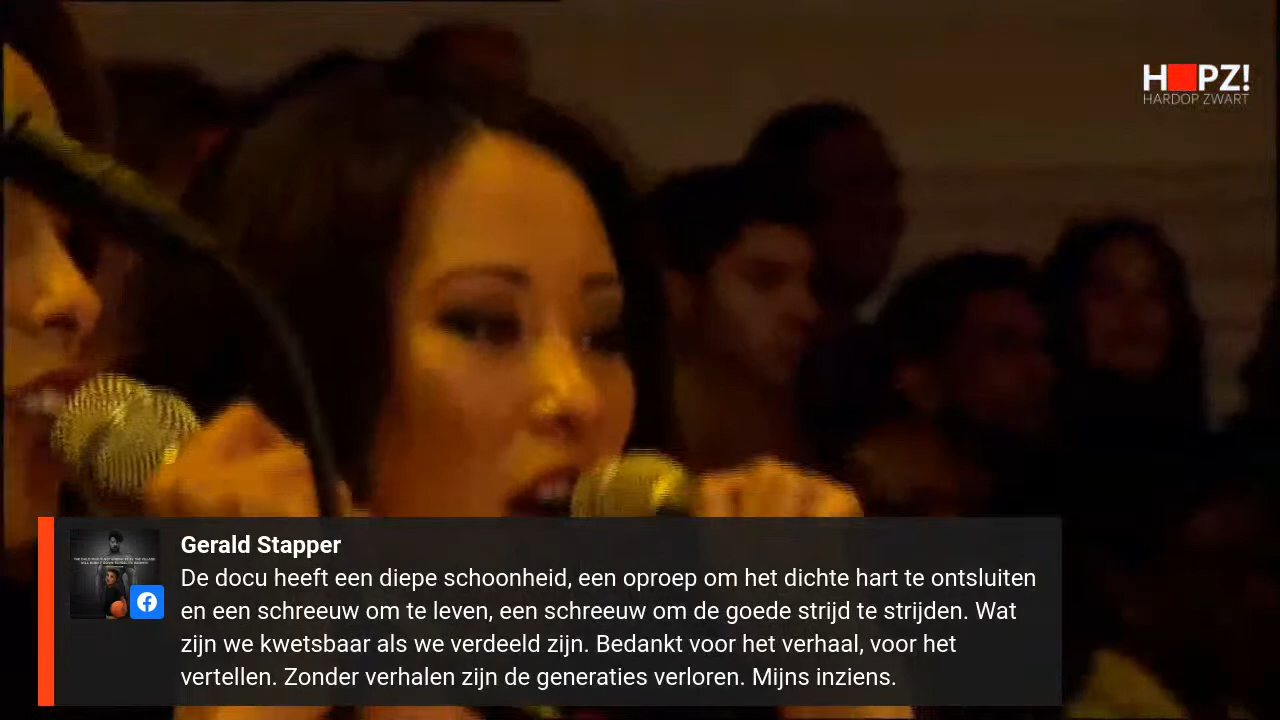 H PZ!
HARDOP ZWART
Gerald Stapper
De docu heeft een diepe schoonheid, een oproep om het dichte hart te ontsluiten
en een schreeuw om te leven, een schreeuw om de goede strijd te strijden. Wat
zijn we kwetsbaar als we verdeeld zijn. Bedankt voor het verhaal, voor het
vertellen. Zonder verhalen zijn de generaties verloren. Mijns inziens.